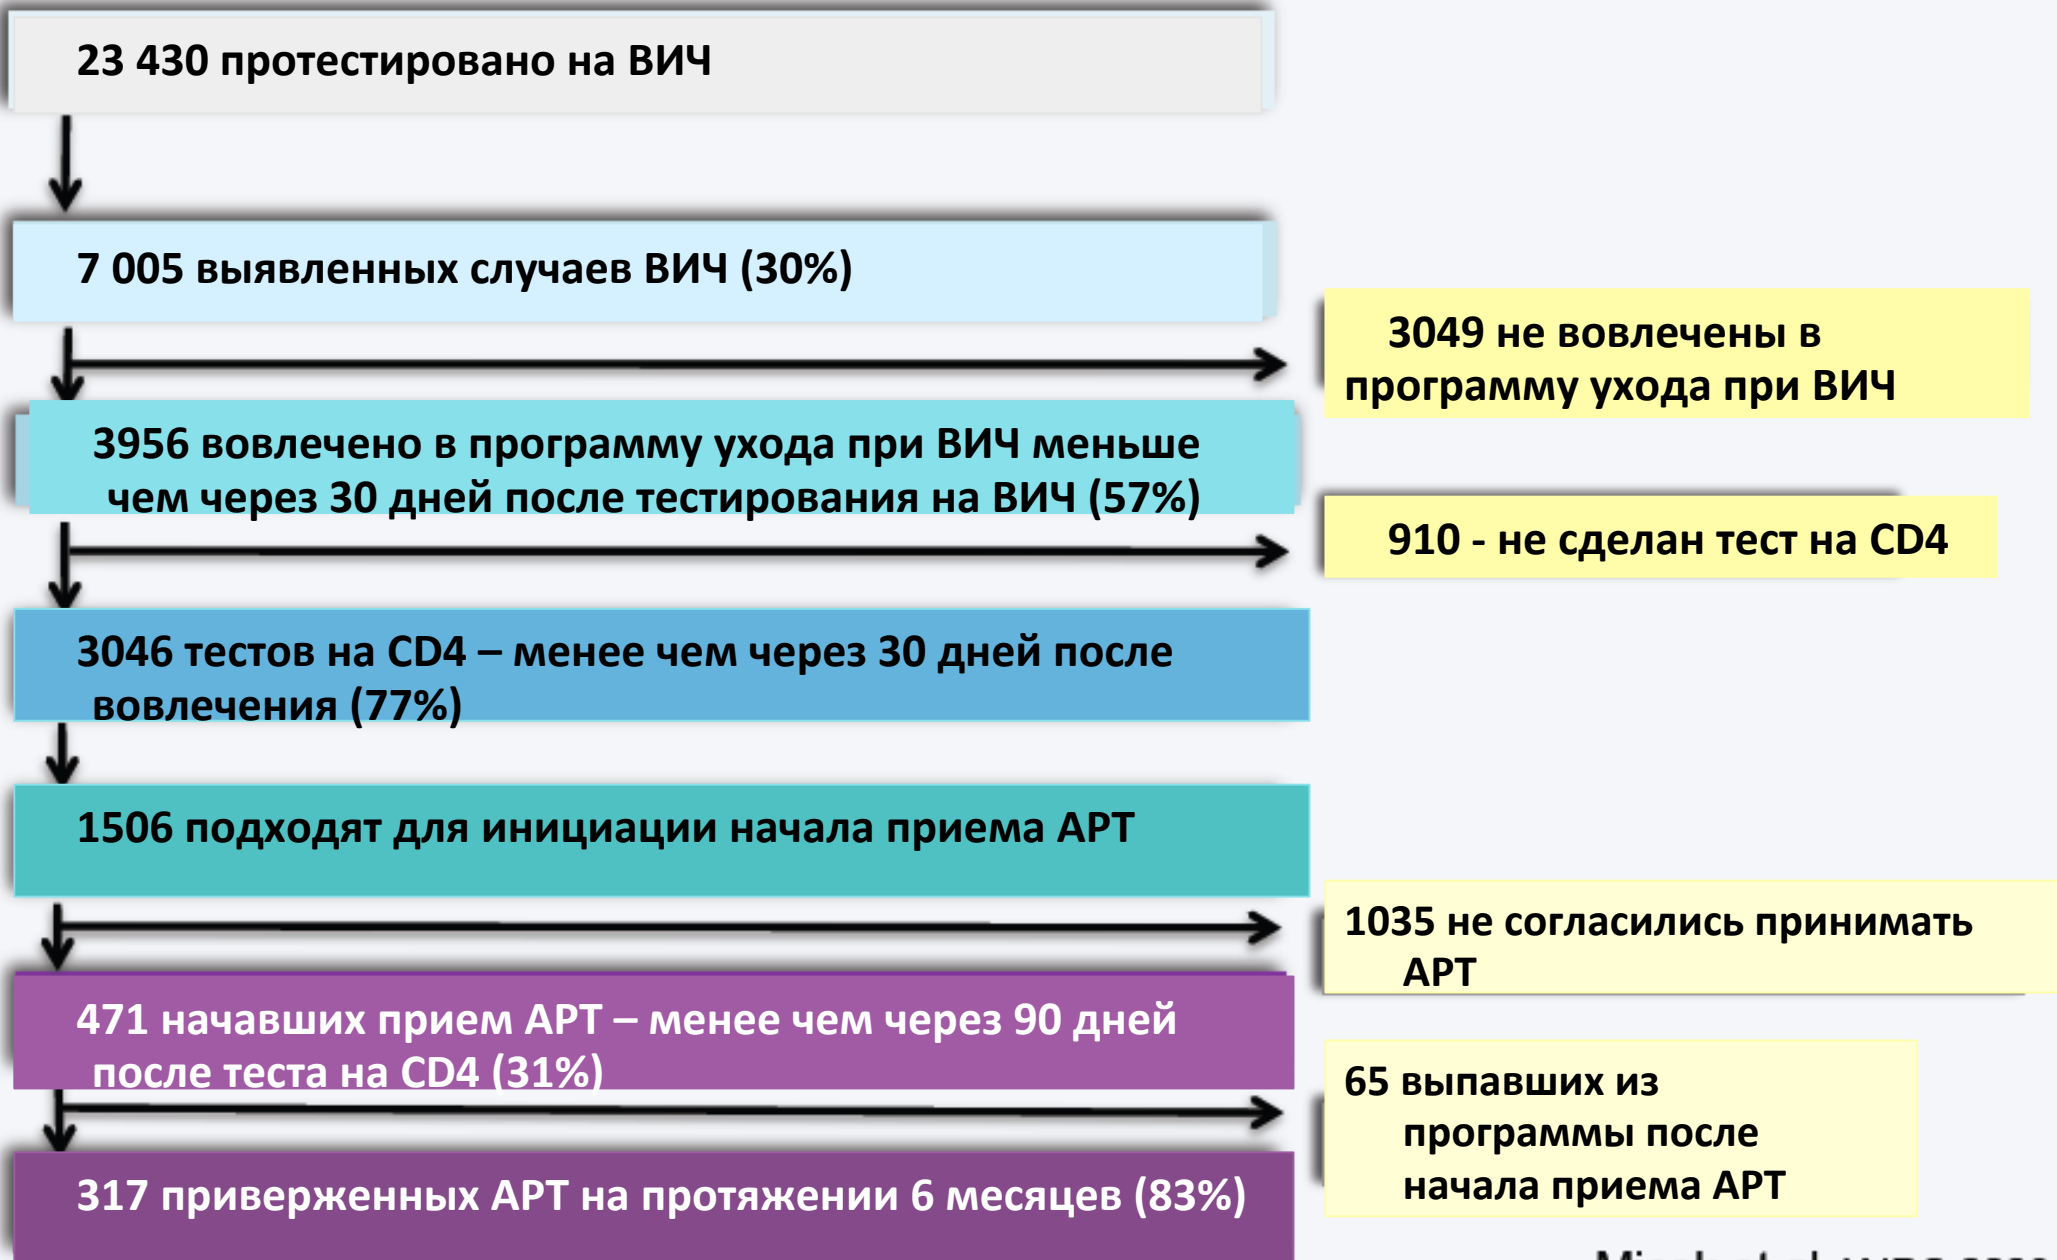 23 430 протестировано на ВИЧ
7 005 выявленных случаев ВИЧ (30%)
3049 не вовлечены в
программу ухода при ВИЧ
3956 вовлечено в программу ухода при ВИЧ меньше
чем через 30 дней после тестирования на ВИЧ (57%)
910 - не сделан тест на CD4
3046 тестов на CD4 – менее чем через 30 дней после
вовлечения (77%)
1506 подходят для инициации начала приема АРТ
1035 не согласились принимать
АРТ
471 начавших прием АРТ – менее чем через 90 дней
после теста на CD4 (31%)
65 выпавших из
программы после
начала приема АРТ
317 приверженных АРТ на протяжении 6 месяцев (83%)